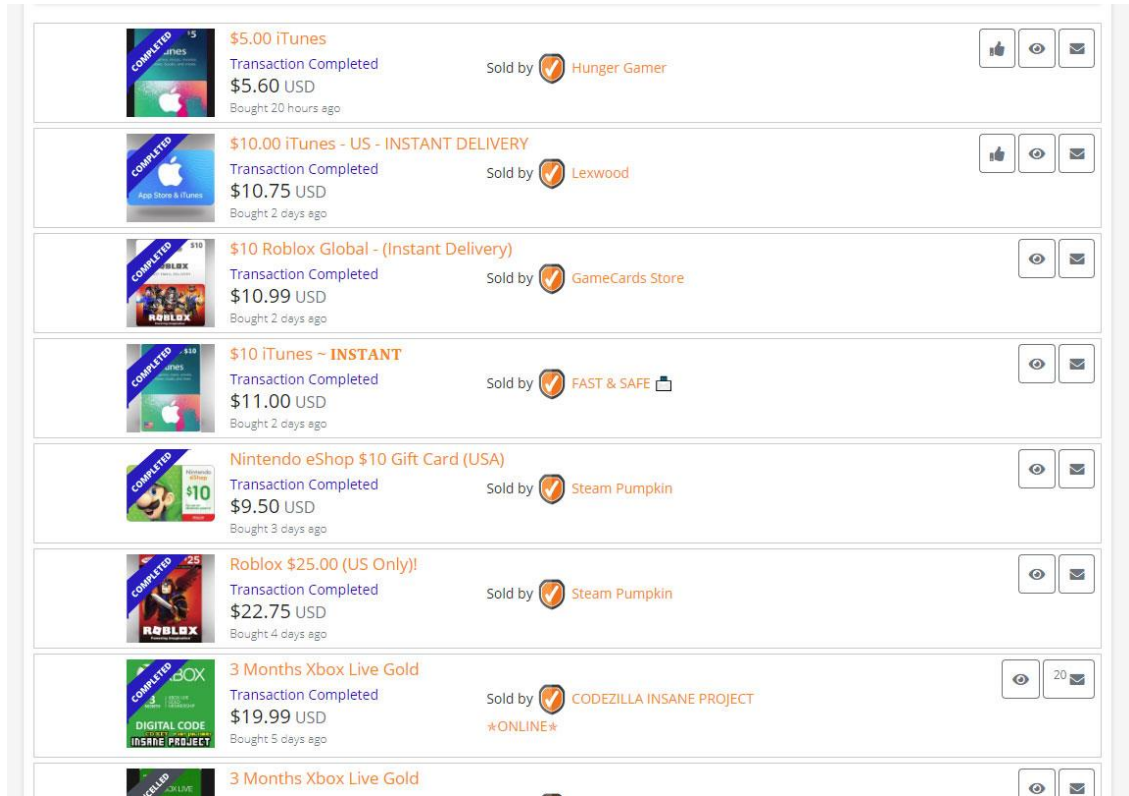 COMPLETED
$5.00 iTunes
Transaction Completed
$5.60 USD
Bought 20 hours ago
Sold by Hunger Gamer
COMPLETED
App Store & iTunes
$10.00 iTunes - US - INSTANT DELIVERY
Transaction Completed
$10.75 USD
Bought 2 days ago
Sold by Lexwood
COMPLETED
$10
ROBLOX
$10 Roblox Global - (Instant Delivery)
Transaction Completed
$10.99 USD
Bought 2 days ago
Sold by GameCards Store
COMPLETED
$10
$10 iTunes ~ INSTANT
Transaction Completed
$11.00 USD
Bought 2 days ago
Sold by FAST & SAFE
COMPLETED
Nintendo
eShop
$10
Nintendo eShop $10 Gift Card (USA)
Transaction Completed
$9.50 USD
Bought 3 days ago
Sold by Steam Pumpkin
COMPLETED
25
ROBLOX
Roblox $25.00 (US Only)!
Transaction Completed
$22.75 USD
Bought 4 days ago
Sold by Steam Pumpkin
COMPLETED
DIGITAL CODE
INSANE PROJECT
3 Months Xbox Live Gold
Transaction Completed
$19.99 USD
Bought 5 days ago
Sold by CODEZILLA INSANE PROJECT
★ONLINE★
20
3 Months Xbox Live Gold